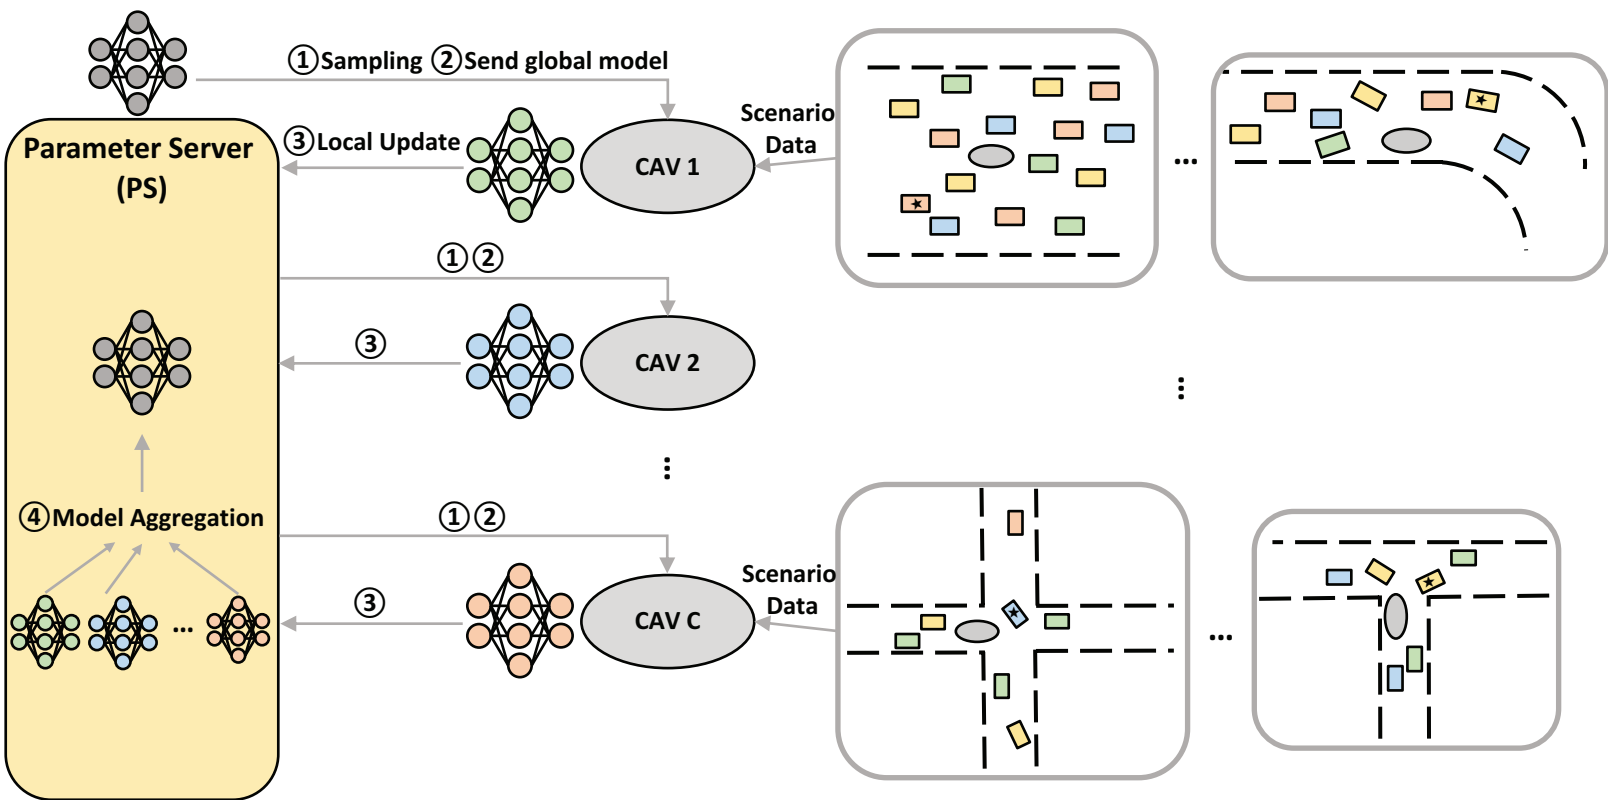 ①Sampling ②Send global model
Parameter Server
(PS)
③Local Update
CAV 1
Scenario
Data
...
①②
③
CAV 2
...
...
④Model Aggregation
...
①②
③
CAV C
Scenario
Data
...